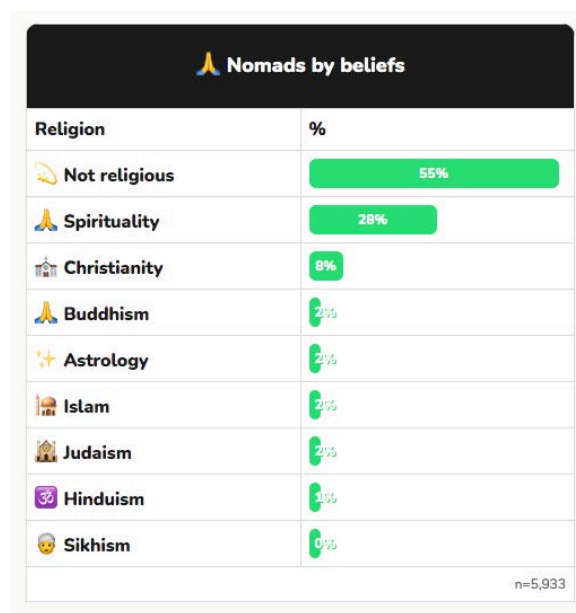 🙏 Nomads by beliefs
Religion %
💫 Not religious 55%
🙏 Spirituality 28%
Christianity 8%
🙏 Buddhism 2%
✨ Astrology 2%
🕌 Islam 2%
🕍 Judaism 2%
🕉 Hinduism 1%
👳 Sikhism 0%
n=5,933